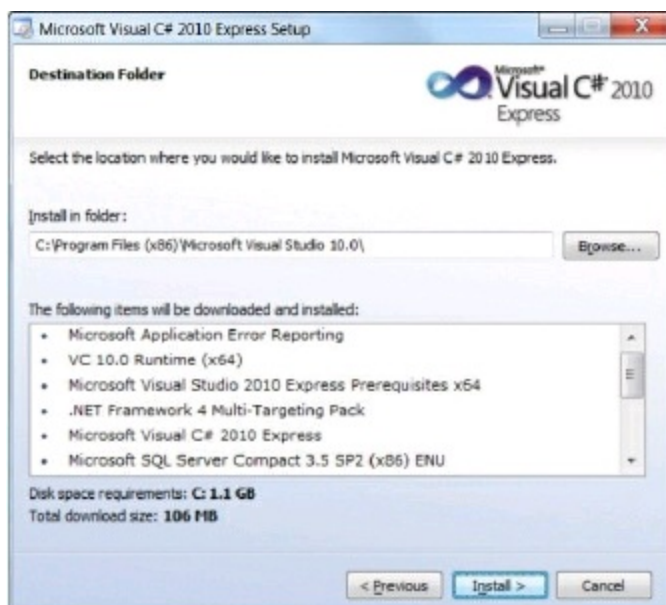 Microsoft Visual C# 2010 Express Setup
Destination Folder
Microsoft®
Visual C#® 2010
Express
Select the location where you would like to install Microsoft Visual C# 2010 Express.
Install in folder:
C:\Program Files (x86)\Microsoft Visual Studio 10.0\
Browse...
The following items will be downloaded and installed:
• Microsoft Application Error Reporting
• VC 10.0 Runtime (x64)
• Microsoft Visual Studio 2010 Express Prerequisites x64
• .NET Framework 4 Multi-Targeting Pack
• Microsoft Visual C# 2010 Express
• Microsoft SQL Server Compact 3.5 SP2 (x86) ENU
Disk space requirements: C: 1.1 GB
Total download size: 106 MB
< Previous
Install >
Cancel